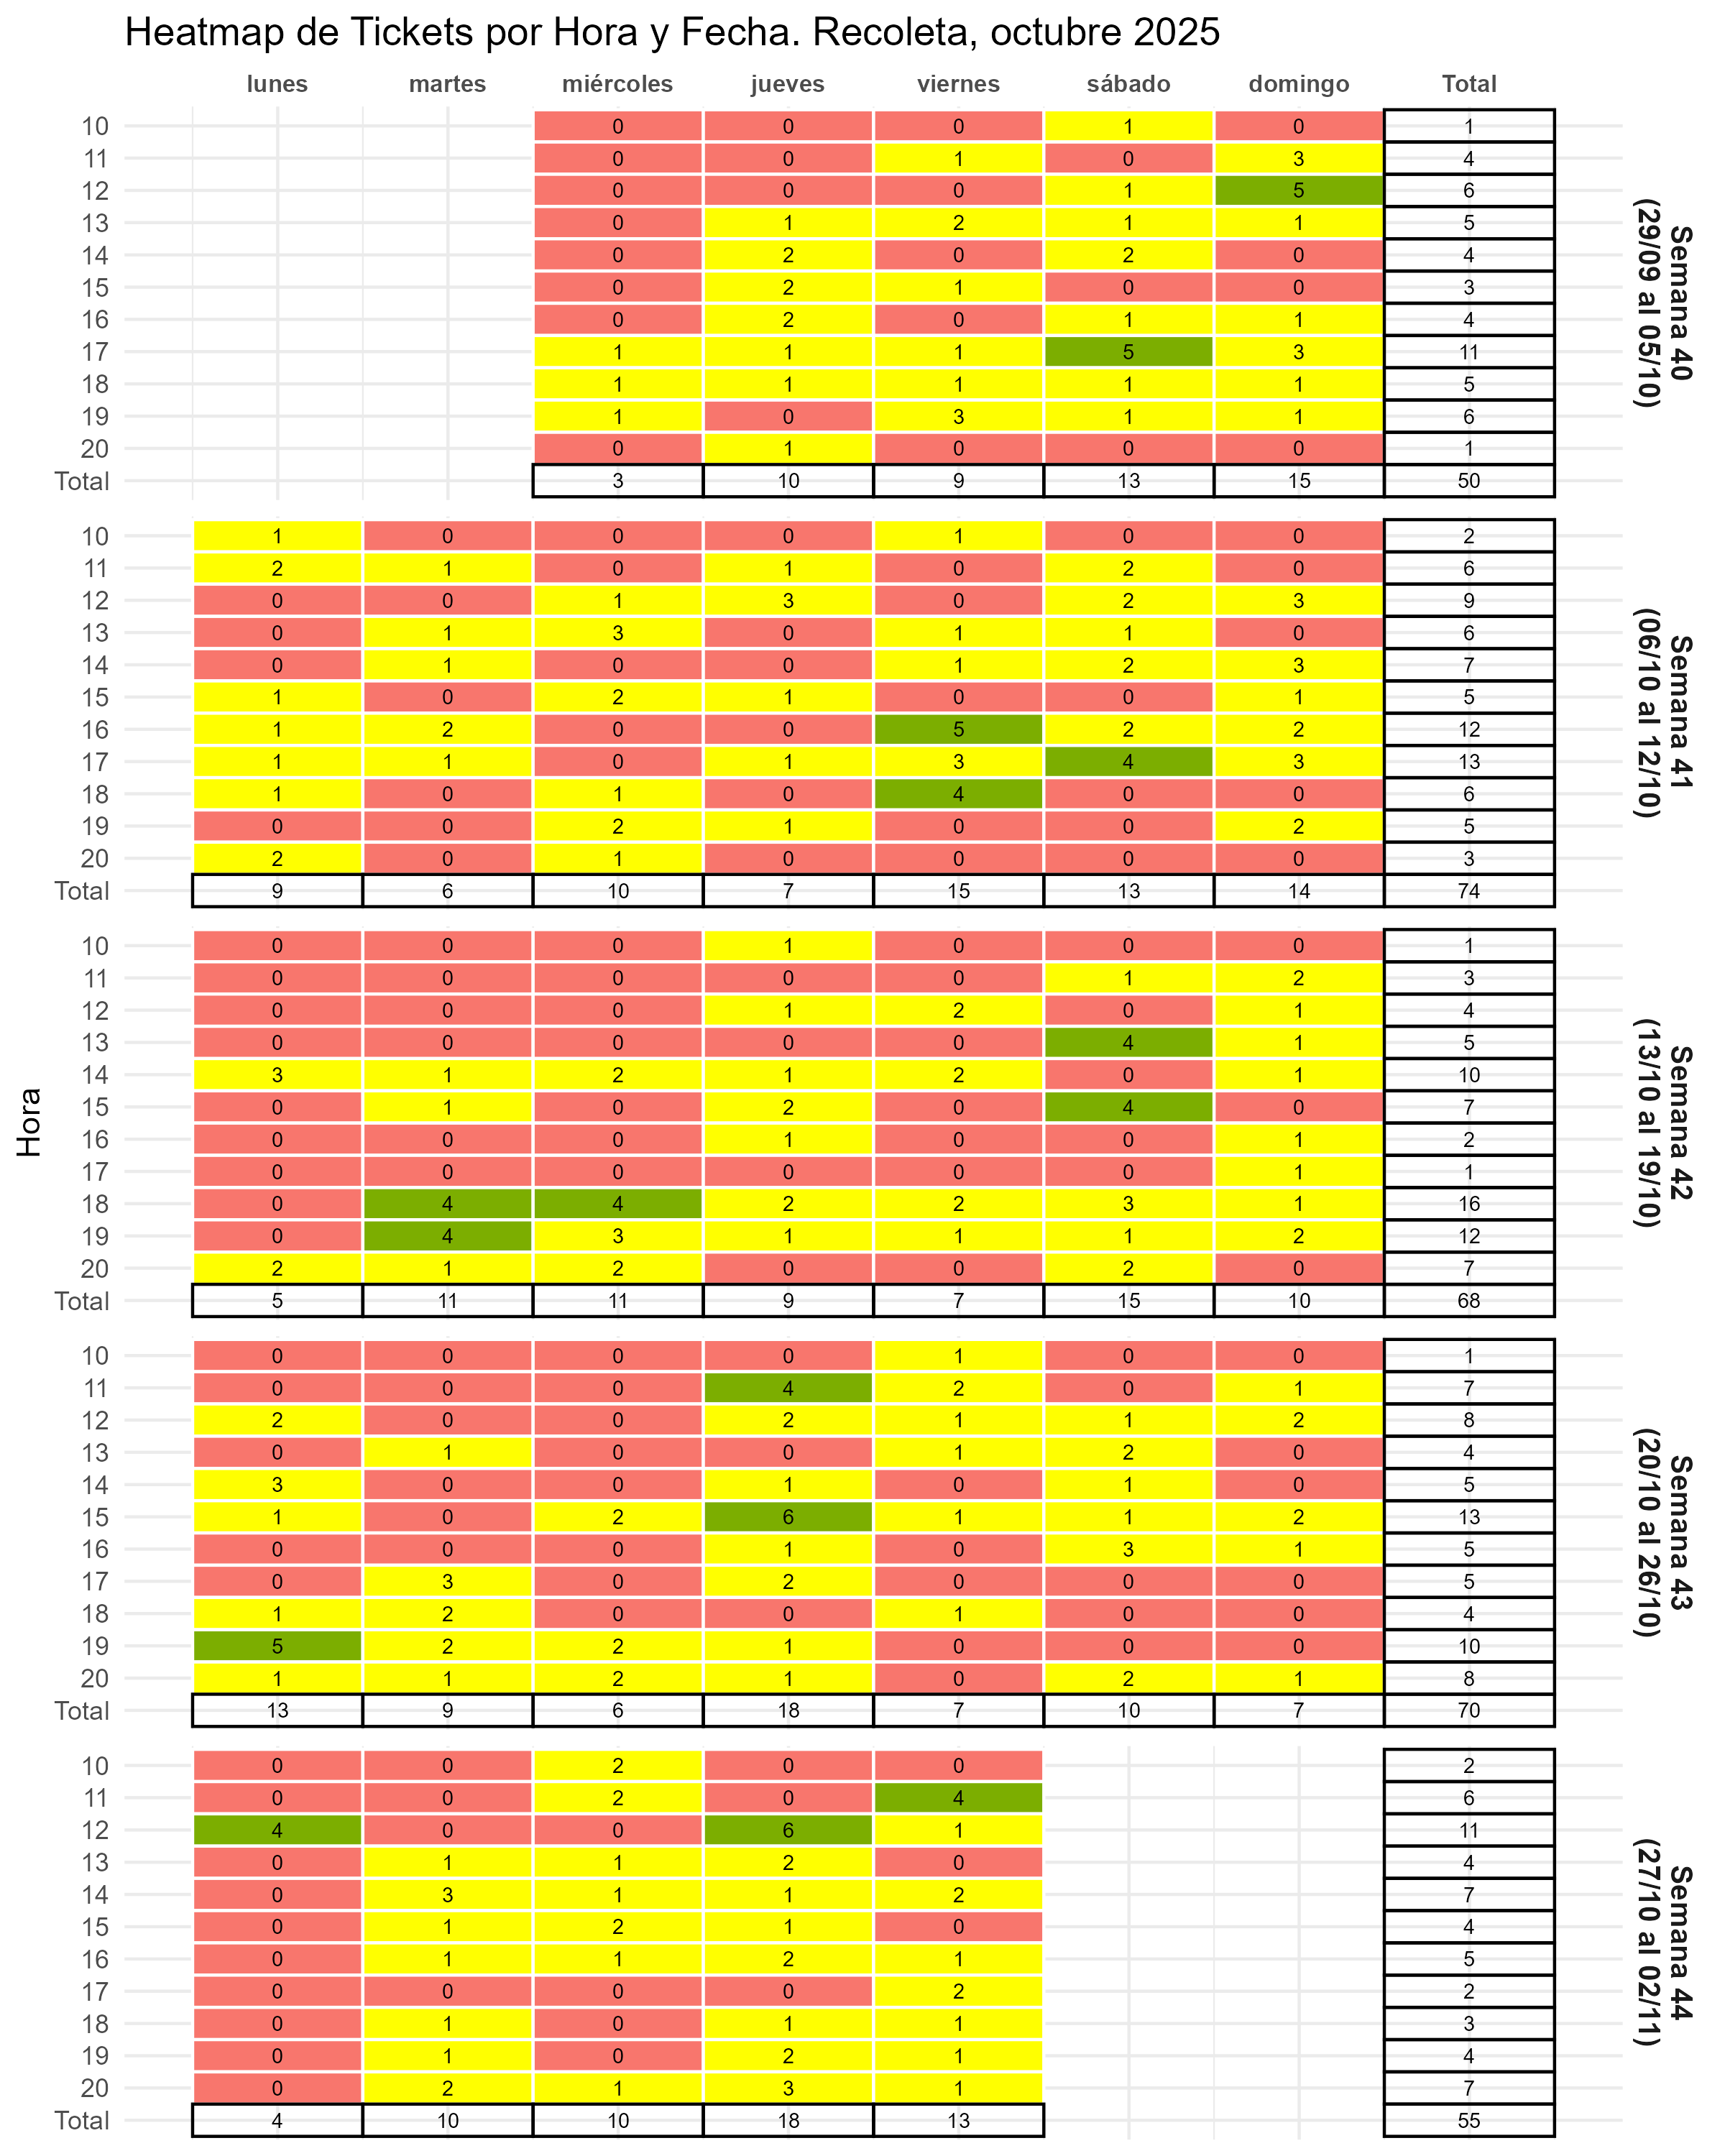 Heatmap de Tickets por Hora y Fecha. Recoleta, octubre 2025
lunes martes miércoles jueves viernes sábado domingo Total
10 0 0 0 1 0 1
11 0 0 1 0 3 4
12 0 0 0 1 5 6
13 0 1 2 1 1 5
14 0 2 0 2 0 4
15 0 2 1 0 0 3
16 0 2 0 1 1 4
17 1 1 1 5 3 11
18 1 1 1 1 1 5
19 1 0 3 1 1 6
20 0 1 0 0 0 1
Total 3 10 9 13 15 50
Semana 40
(29/09 al 05/10)
10 1 0 0 0 1 0 0 2
11 2 1 0 1 0 2 0 6
12 0 0 1 3 0 2 3 9
13 0 1 3 0 1 1 0 6
14 0 1 0 0 1 2 3 7
15 1 0 2 1 0 0 1 5
16 1 2 0 0 5 2 2 12
17 1 1 0 1 3 4 3 13
18 1 0 1 0 4 0 0 6
19 0 0 2 1 0 0 2 5
20 2 0 1 0 0 0 0 3
Total 9 6 10 7 15 13 14 74
Semana 41
(06/10 al 12/10)
Hora
10 0 0 0 1 0 0 0 1
11 0 0 0 0 0 1 2 3
12 0 0 0 1 2 0 1 4
13 0 0 0 0 0 4 1 5
14 3 1 2 1 2 0 1 10
15 0 1 0 2 0 4 0 7
16 0 0 0 1 0 0 1 2
17 0 0 0 0 0 0 1 1
18 0 4 4 2 2 3 1 16
19 0 4 3 1 1 1 2 12
20 2 1 2 0 0 2 0 7
Total 5 11 11 9 7 15 10 68
Semana 42
(13/10 al 19/10)
10 0 0 0 0 1 0 0 1
11 0 0 0 4 2 0 1 7
12 2 0 0 2 1 1 2 8
13 0 1 0 0 1 2 0 4
14 3 0 0 1 0 1 0 5
15 1 0 2 6 1 1 2 13
16 0 0 0 1 0 3 1 5
17 0 3 0 2 0 0 0 5
18 1 2 0 0 1 0 0 4
19 5 2 2 1 0 0 0 10
20 1 1 2 1 0 2 1 8
Total 13 9 6 18 7 10 7 70
Semana 43
(20/10 al 26/10)
10 0 0 2 0 0 2
11 0 0 2 0 4 6
12 4 0 0 6 1 11
13 0 1 1 2 0 4
14 0 3 1 1 2 7
15 0 1 2 1 0 4
16 0 1 1 2 1 5
17 0 0 0 0 2 2
18 0 1 0 1 1 3
19 0 1 0 2 1 4
20 0 2 1 3 1 7
Total 4 10 10 18 13 55
Semana 44
(27/10 al 02/11)